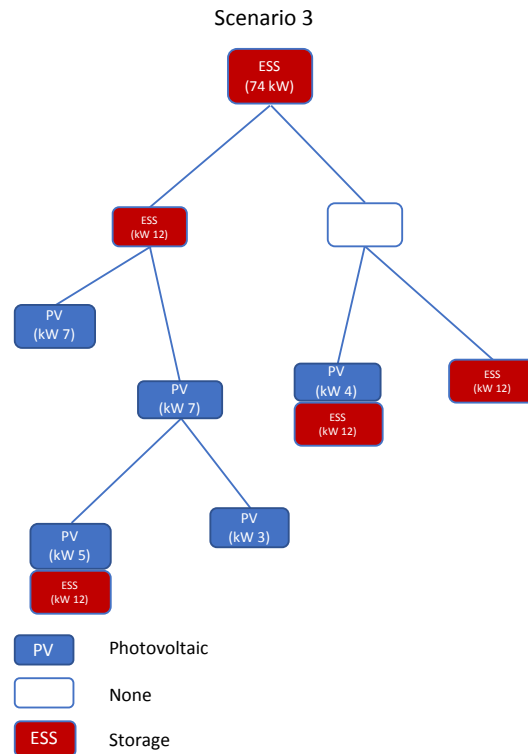 Scenario 3
ESS
(74 kW)
ESS
(kW 12)
PV
(kW 7)
PV
(kW 7)
PV
(kW 4)
ESS
(kW 12)
ESS
(kW 12)
PV
(kW 5)
ESS
(kW 12)
PV
(kW 3)
PV
Photovoltaic
None
ESS
Storage